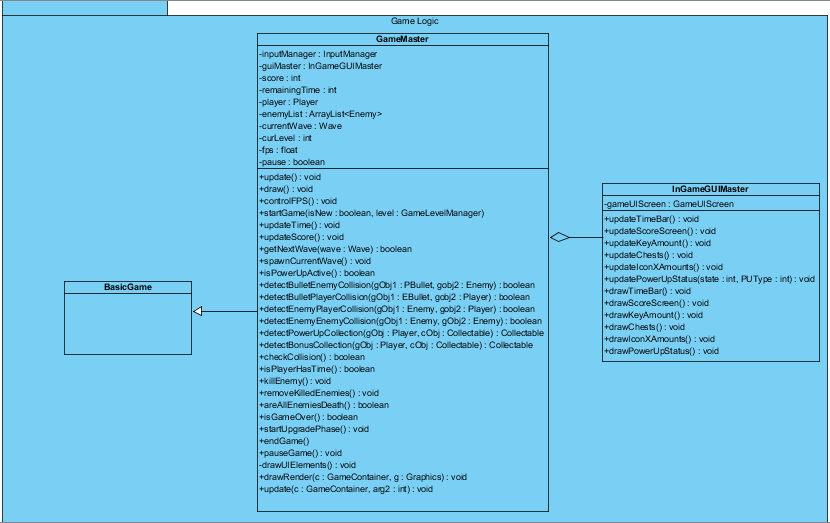 Game Logic
GameMaster
-inputManager : InputManager
-guiMaster : InGameGUIMaster
-score : int
-remainingTime : int
-player : Player
-enemyList : ArrayList<Enemy>
-currentWave : Wave
-curLevel : int
-fps : float
-pause : boolean
+update() : void
+draw() : void
+controlFPS() : void
+startGame(isNew : boolean, level : GameLevelManager)
+updateTime() : void
+updateScore() : void
+getNextWave(wave : Wave) : boolean
+spawnCurrentWave() : void
+isPowerUpActive() : boolean
+detectBulletEnemyCollision(gObj1 : PBullet, gobj2 : Enemy) : boolean
+detectBulletPlayerCollision(gObj1 : EBullet, gobj2 : Player) : boolean
+detectEnemyPlayerCollision(gObj1 : Enemy, gobj2 : Player) : boolean
+detectEnemyEnemyCollision(gObj1 : Enemy, gObj2 : Enemy) : boolean
+detectPowerUpCollection(gObj : Player, cObj : Collectable) : Collectable
+detectBonusCollection(gObj : Player, cObj : Collectable) : Collectable
+checkCollision() : boolean
+isPlayerHasTime() : boolean
+killEnemy() : void
+removeKilledEnemies() : void
+areAllEnemiesDeath() : boolean
+isGameOver() : boolean
+startUpgradePhase() : void
+endGame()
+pauseGame() : void
-drawUIElements() : void
+drawRender(c : GameContainer, g : Graphics) : void
+update(c : GameContainer, arg2 : int) : void
BasicGame
InGameGUIMaster
-gameUIScreen : GameUIScreen
+updateTimeBar() : void
+updateScoreScreen() : void
+updateKeyAmount() : void
+updateChests() : void
+updateIconXAmounts() : void
+updatePowerUpStatus(state : int, PUType : int) : void
+drawTimeBar() : void
+drawScoreScreen() : void
+drawKeyAmount() : void
+drawChests() : void
+drawIconXAmounts() : void
+drawPowerUpStatus() : void